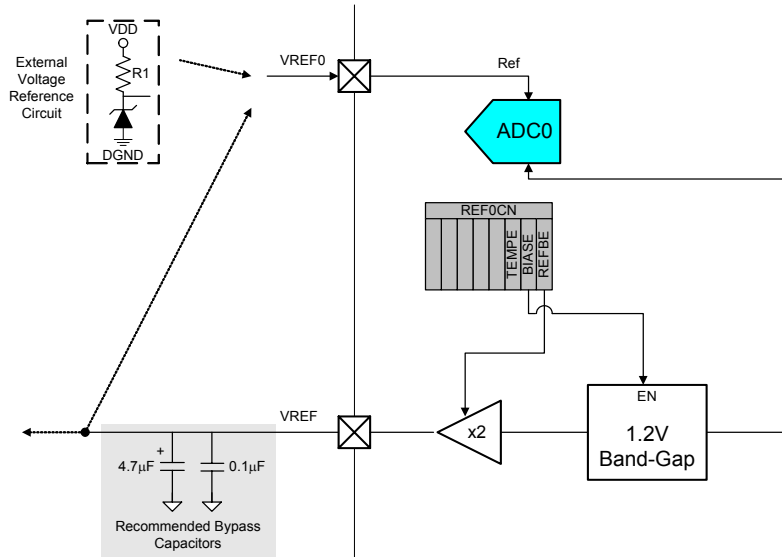 VDD
R1
External
Voltage
Reference
Circuit
DGND
VREF0
Ref
ADC0
REF0CN
TEMPE
BIASE
REFBE
EN
1.2V
Band-Gap
x2
VREF
+
4.7µF
0.1µF
Recommended Bypass
Capacitors